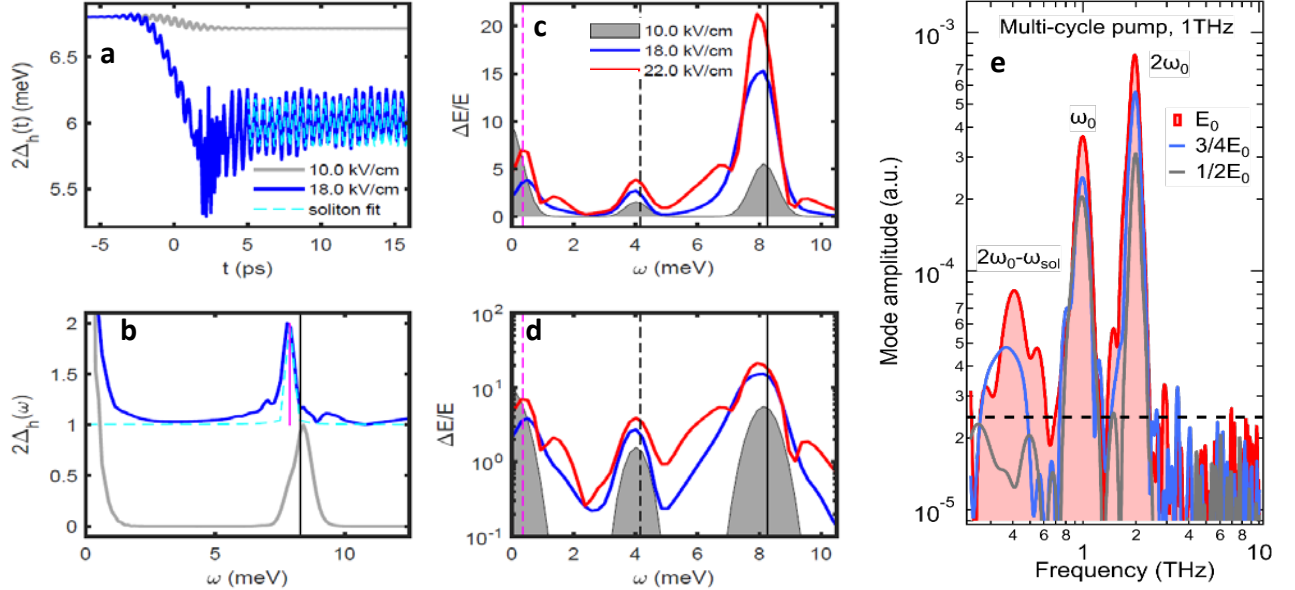 a
2Δh(t) (meV)
6.5
6
5.5
10.0 kV/cm
18.0 kV/cm
soliton fit
-5 0 5 10 15
t (ps)
c
ΔE/E
20
15
10
5
0
10.0 kV/cm
18.0 kV/cm
22.0 kV/cm
0 2 4 6 8 10
ω (meV)
b
2Δh(ω)
2
1.5
1
0.5
0
0 5 10
ω (meV)
d
ΔE/E
10²
10¹
10⁰
10⁻¹
0 2 4 6 8 10
ω (meV)
Multi-cycle pump, 1THz
e
2ω₀
ω₀
E₀
3/4E₀
1/2E₀
2ω₀-ωsol
Mode amplitude (a.u.)
10⁻³
7
6
5
4
3
2
10⁻⁴
7
6
5
4
3
2
10⁻⁵
4 6 8 1 2 4 6 8 10
Frequency (THz)